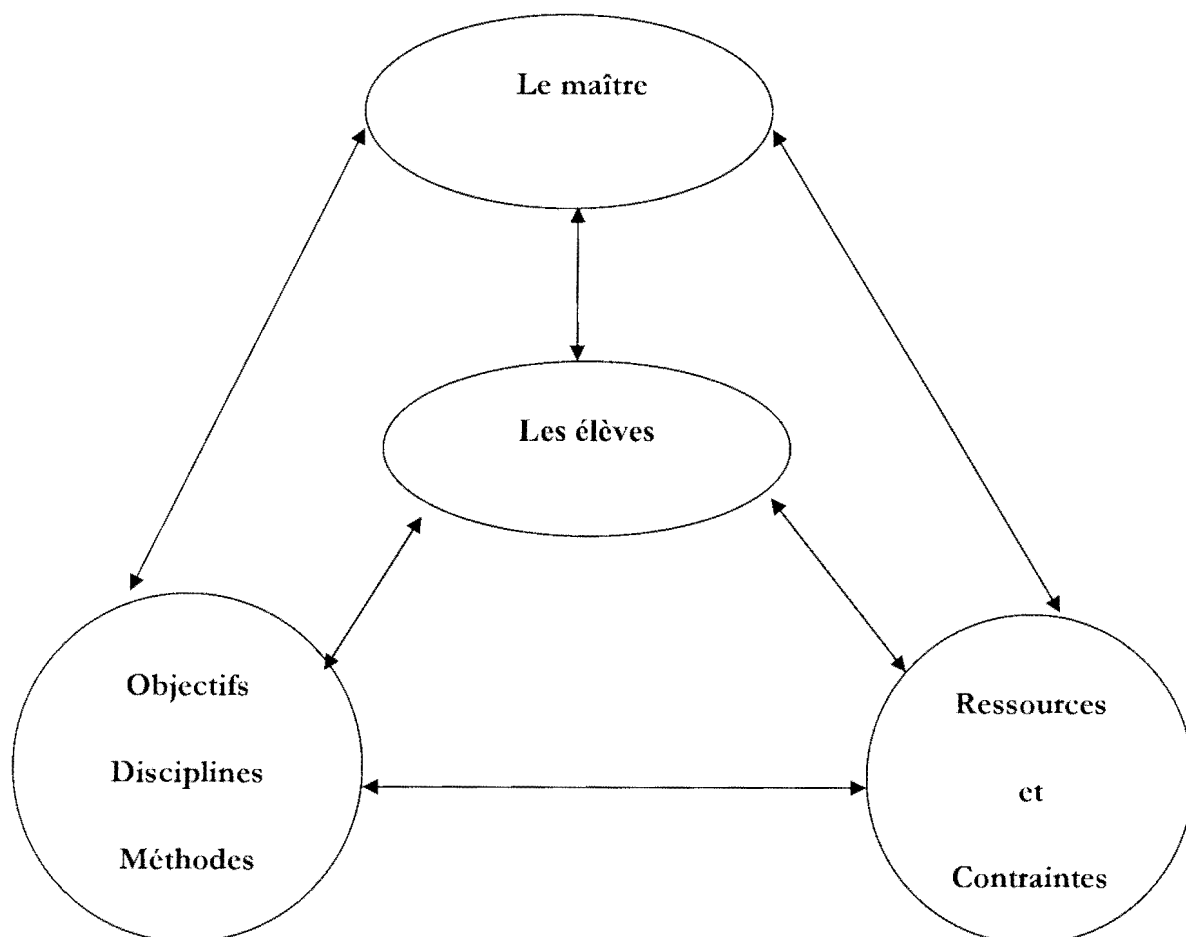 Le maître
Les élèves
Objectifs
Disciplines
Méthodes
Ressources
et
Contraintes